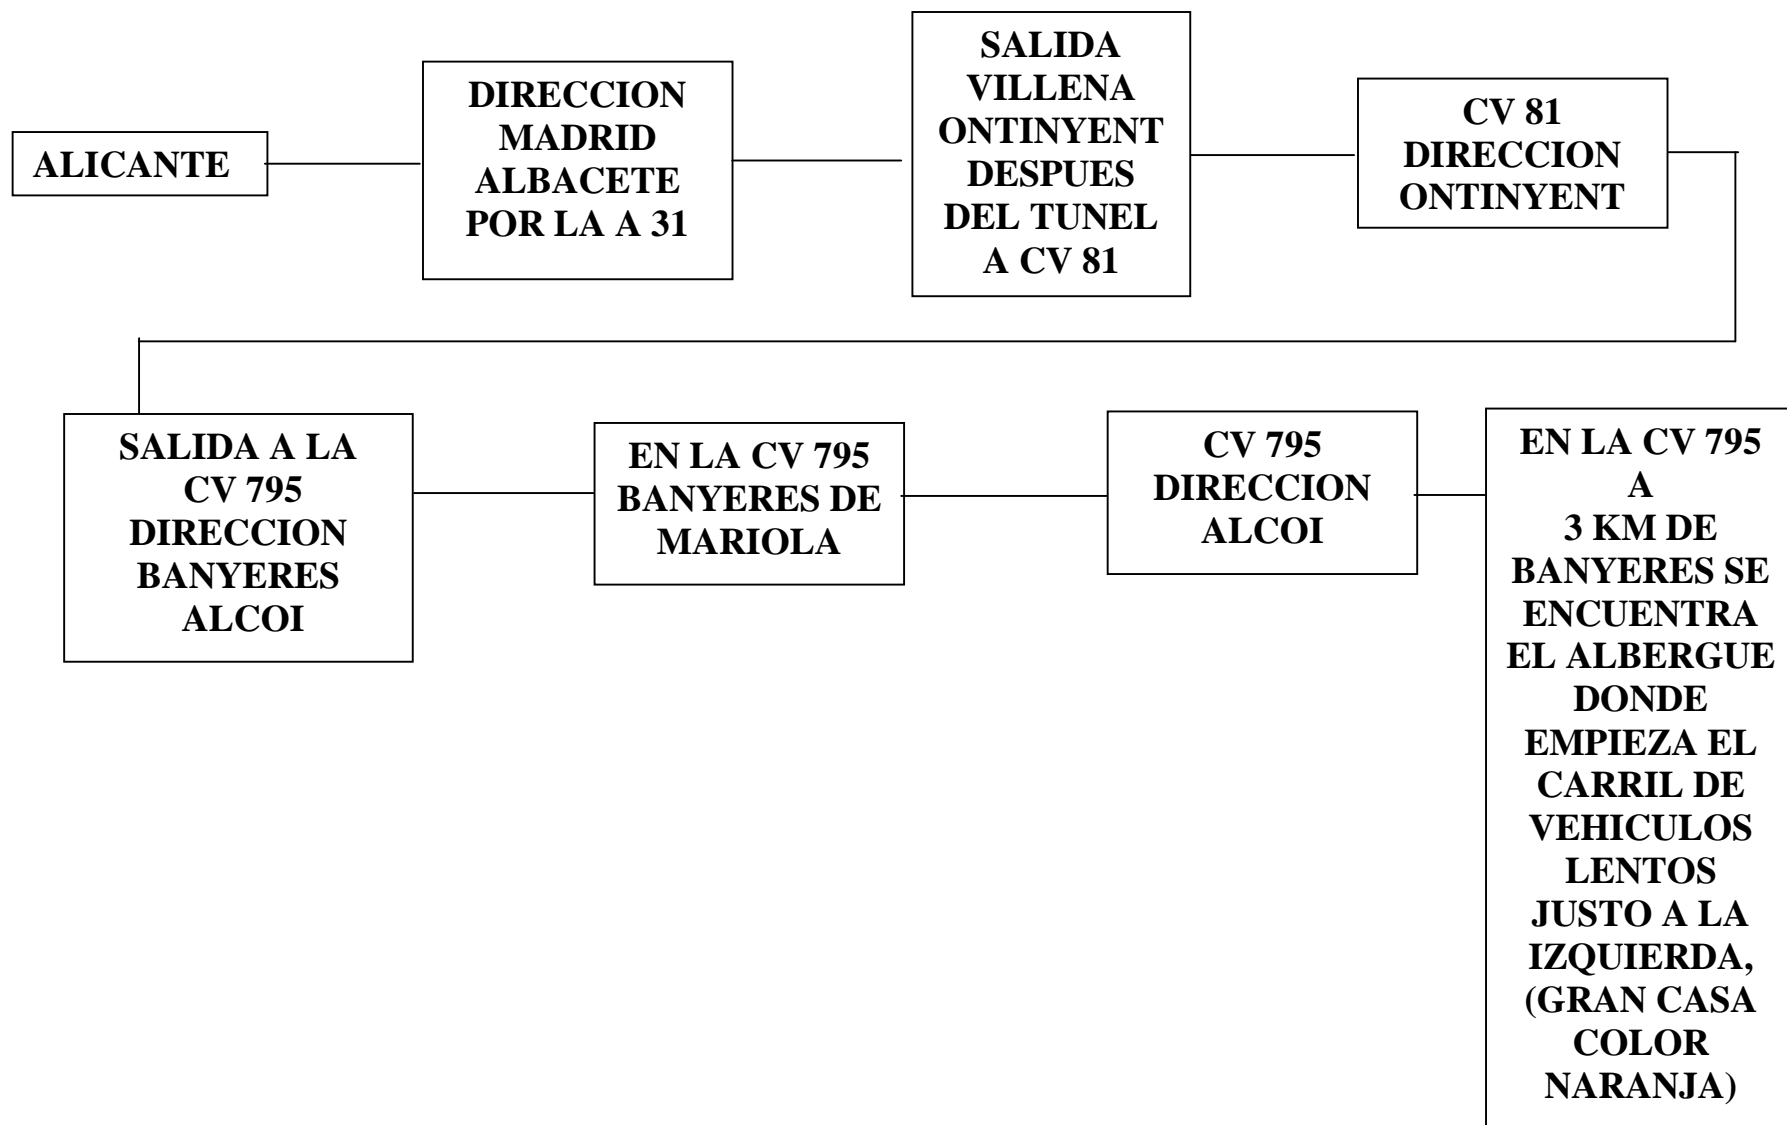 ALICANTE
DIRECCION
MADRID
ALBACETE
POR LA A 31
SALIDA
VILLENA
ONTINYENT
DESPUES
DEL TUNEL
A CV 81
CV 81
DIRECCION
ONTINYENT
SALIDA A LA
CV 795
DIRECCION
BANYERES
ALCOI
EN LA CV 795
BANYERES DE
MARIOLA
CV 795
DIRECCION
ALCOI
EN LA CV 795
A
3 KM DE
BANYERES SE
ENCUENTRA
EL ALBERGUE
DONDE
EMPIEZA EL
CARRIL DE
VEHICULOS
LENTOS
JUSTO A LA
IZQUIERDA,
(GRAN CASA
COLOR
NARANJA)